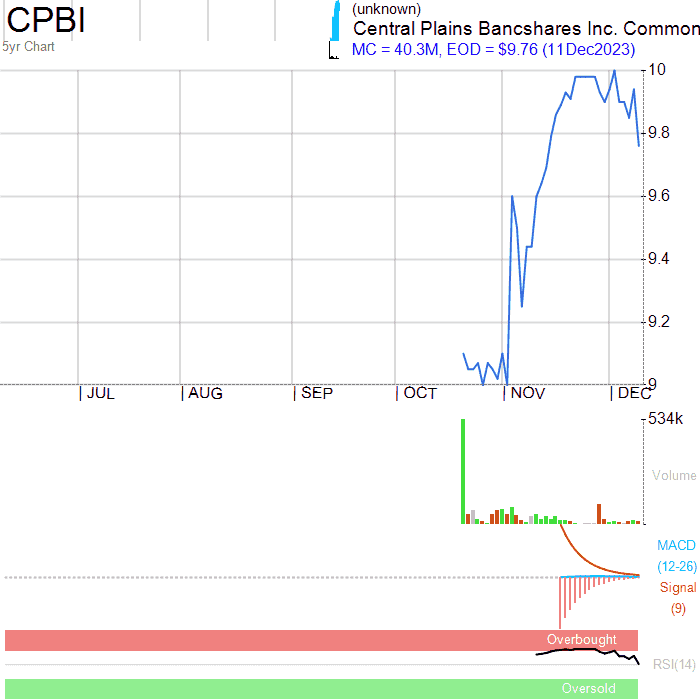 CPBI
5yr Chart
(unknown)
Central Plains Bancshares Inc. Common
MC = 40.3M, EOD = $9.76 (11Dec2023)
10
9.8
9.6
9.4
9.2
9
JUL AUG SEP OCT NOV DEC
534k
Volume
MACD
(12-26)
Signal
(9)
Overbought
RSI(14)
Oversold